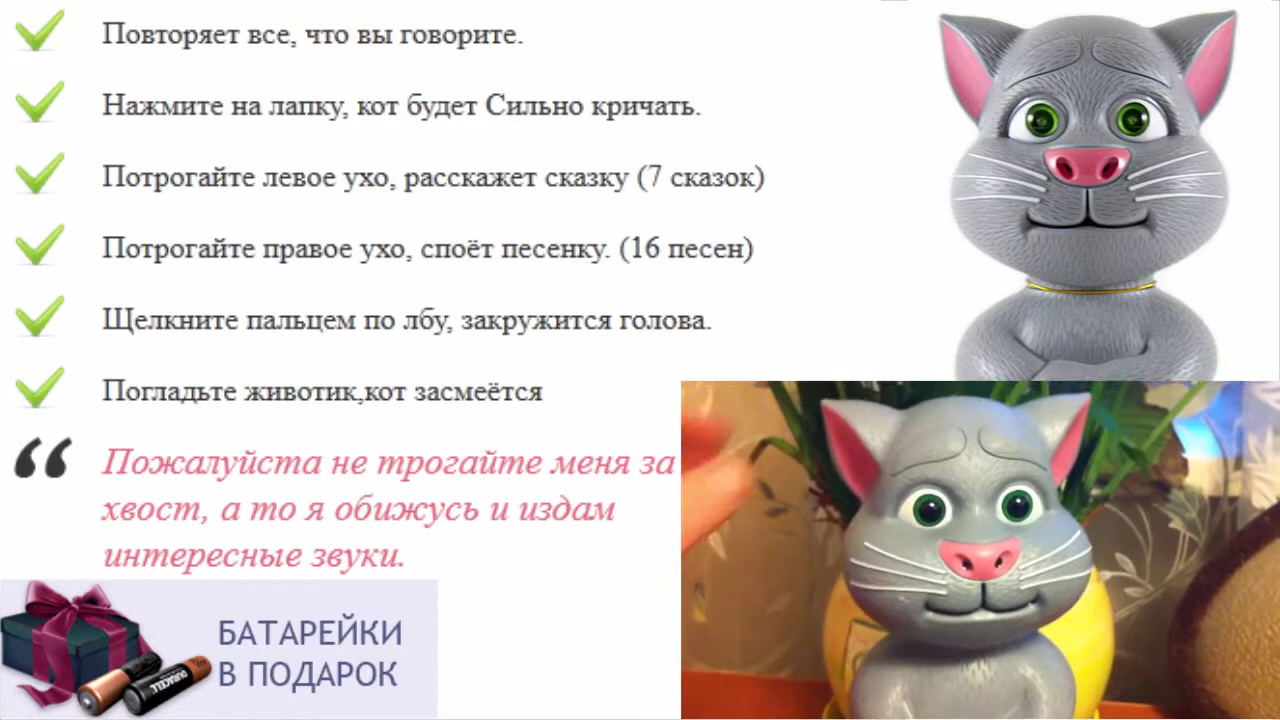 Повторяет все, что вы говорите.
Нажмите на лапку, кот будет Сильно кричать.
Потрогайте левое ухо, расскажет сказку (7 сказок)
Потрогайте правое ухо, споёт песенку. (16 песен)
Щелкните пальцем по лбу, закружится голова.
Погладьте животик,кот засмеётся
“ Пожалуйста не трогайте меня за
хвост, а то я обижусь и издам
интересные звуки.
БАТАРЕЙКИ
В ПОДАРОК
DURACELL